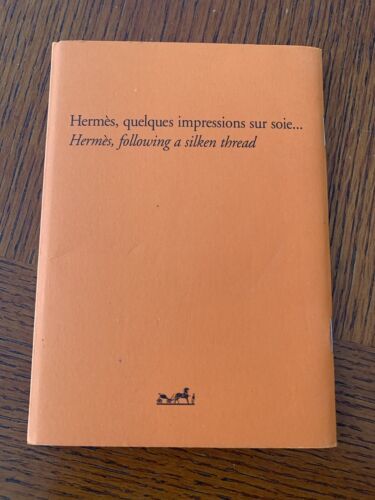 Hermès, quelques impressions sur soie...
Hermès, following a silken thread